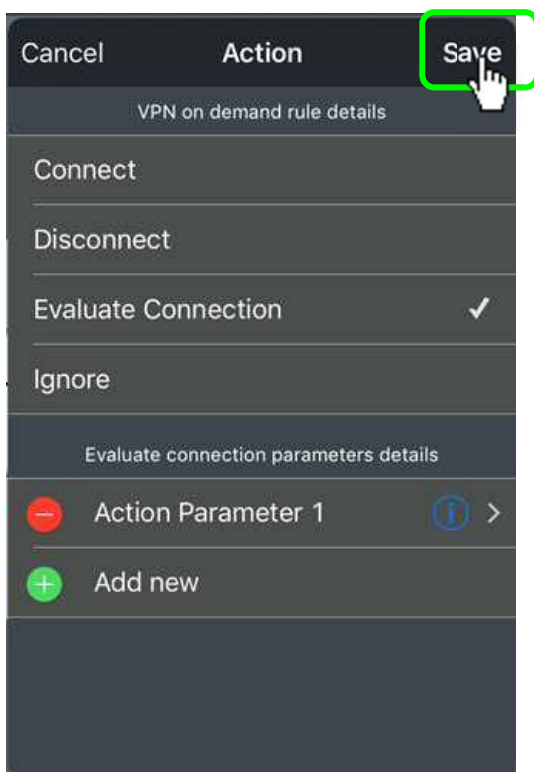 Cancel Action Save
VPN on demand rule details
Connect
Disconnect
Evaluate Connection
Ignore
Evaluate connection parameters details
Action Parameter 1
Add new